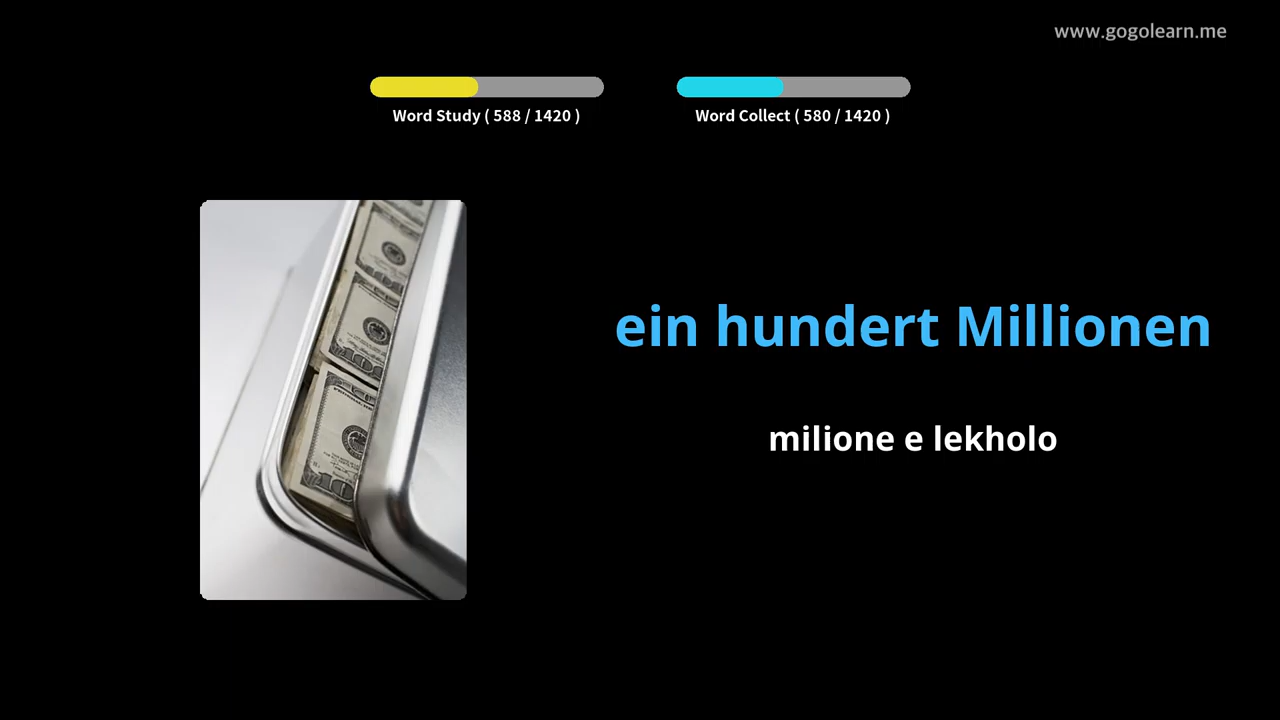 www.gogolearn.me
Word Study ( 588 / 1420 )
Word Collect ( 580 / 1420 )
ein hundert Millionen
milione e lekholo